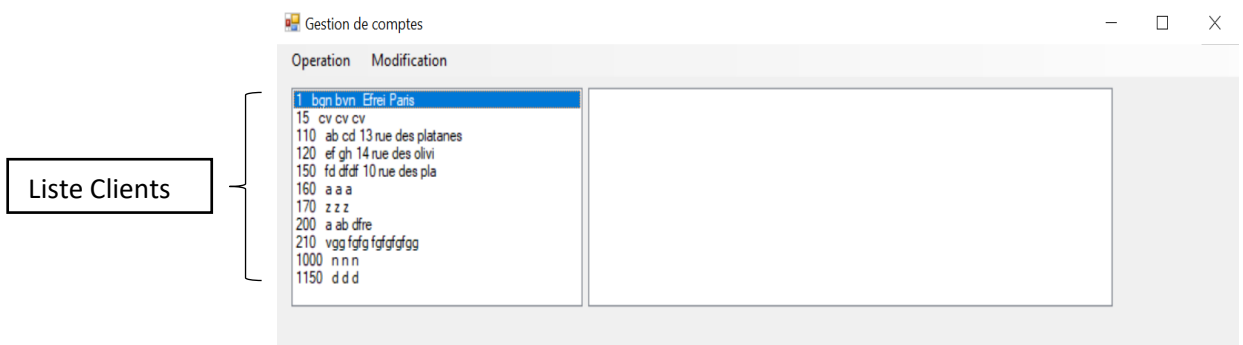 Gestion de comptes
Operation Modification
1 bgn bvn Efrei Paris
15 cv cv cv
110 ab cd 13 rue des platanes
120 ef gh 14 rue des olivi
150 fd dfdf 10 rue des pla
160 a a a
170 z z z
200 a ab dfre
210 vgg fgfg fgfgfgfgg
1000 n n n
1150 d d d
Liste Clients